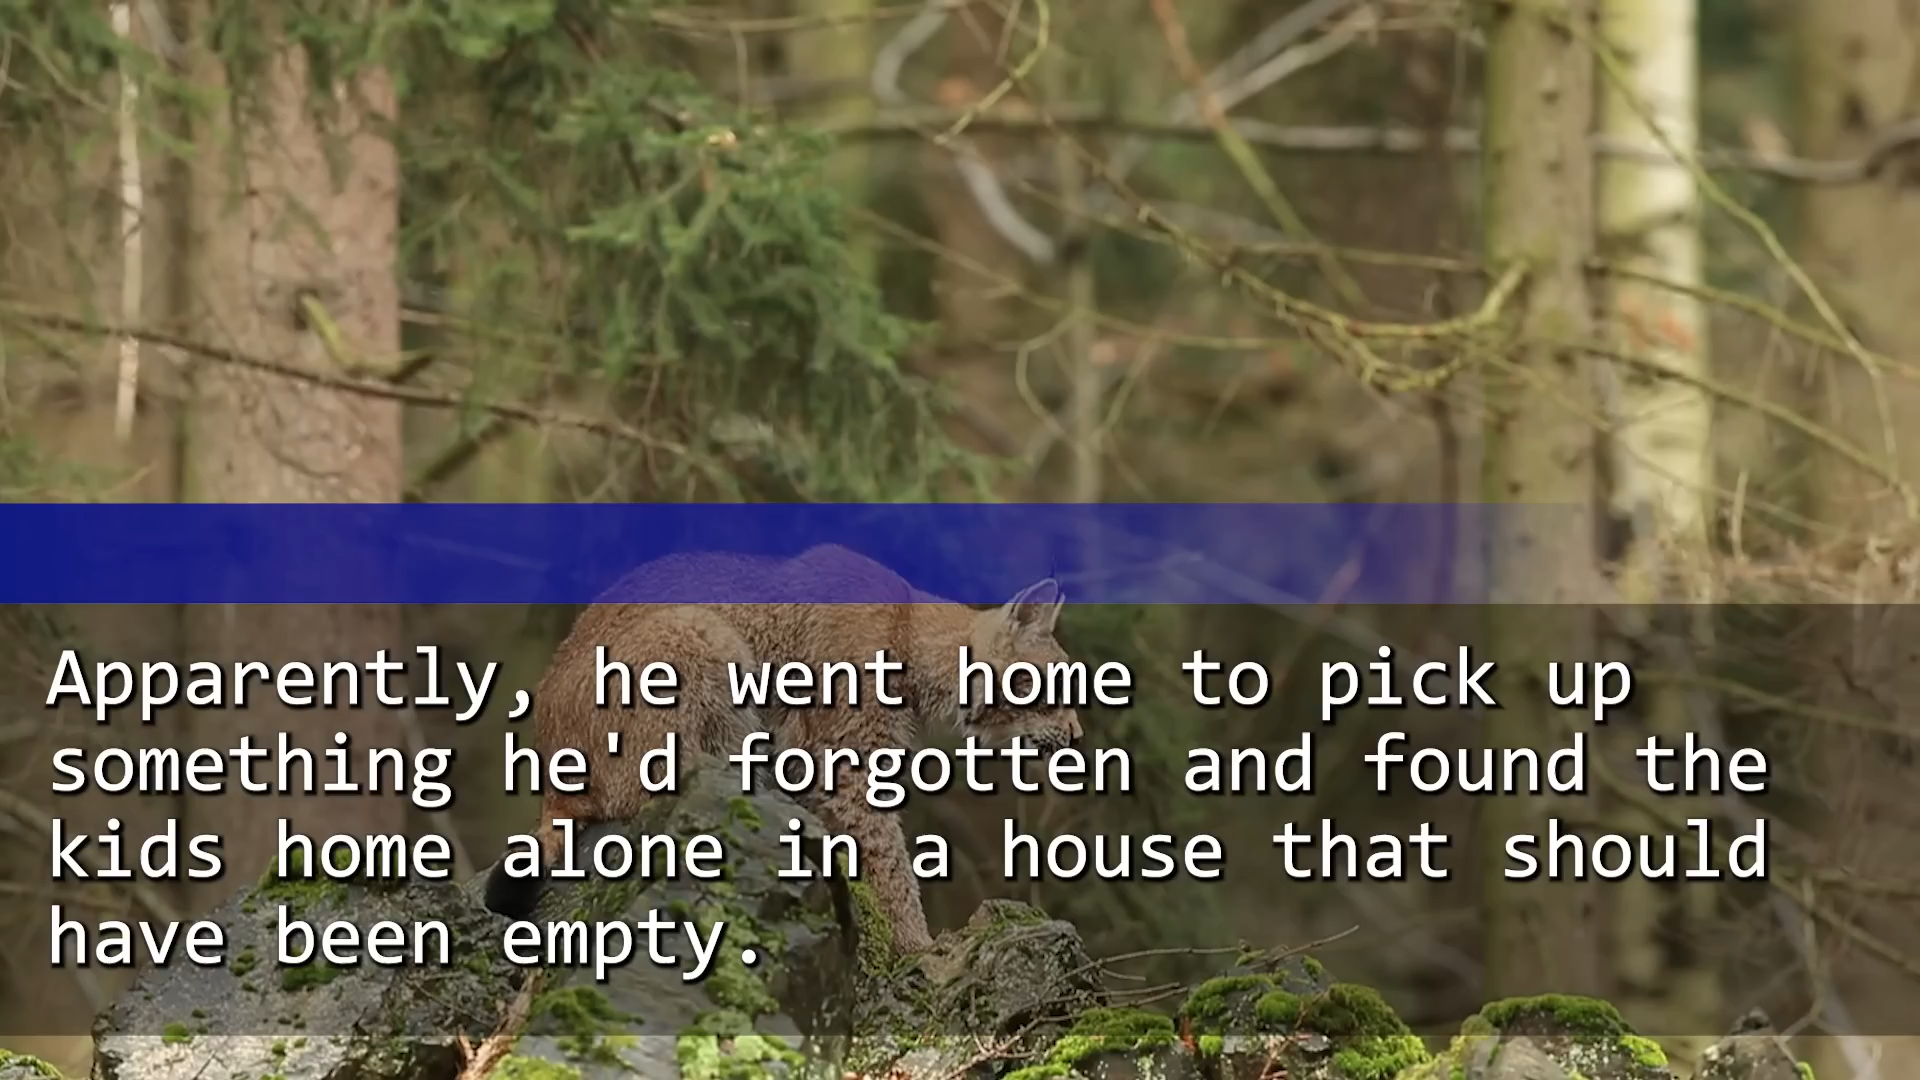 Apparently, he went home to pick up
something he'd forgotten and found the
kids home alone in a house that should
have been empty.